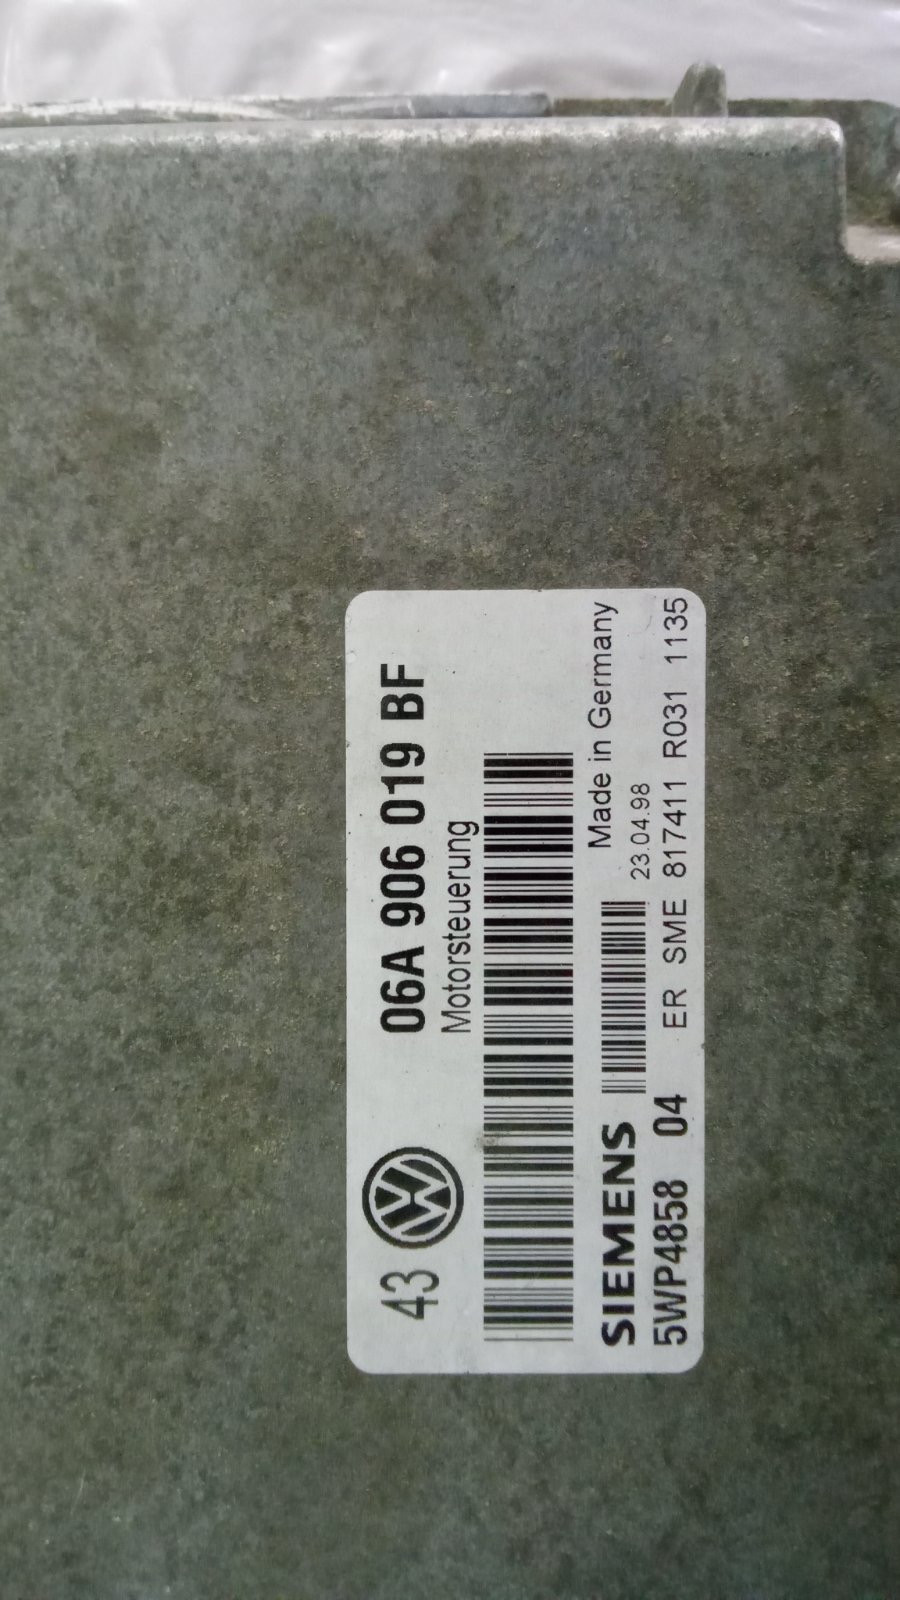 43 06A 906 019 BF
Motorsteuerung
SIEMENS Made in Germany
23.04.98
5WP4858 04 ER SME 817411 R031 1135